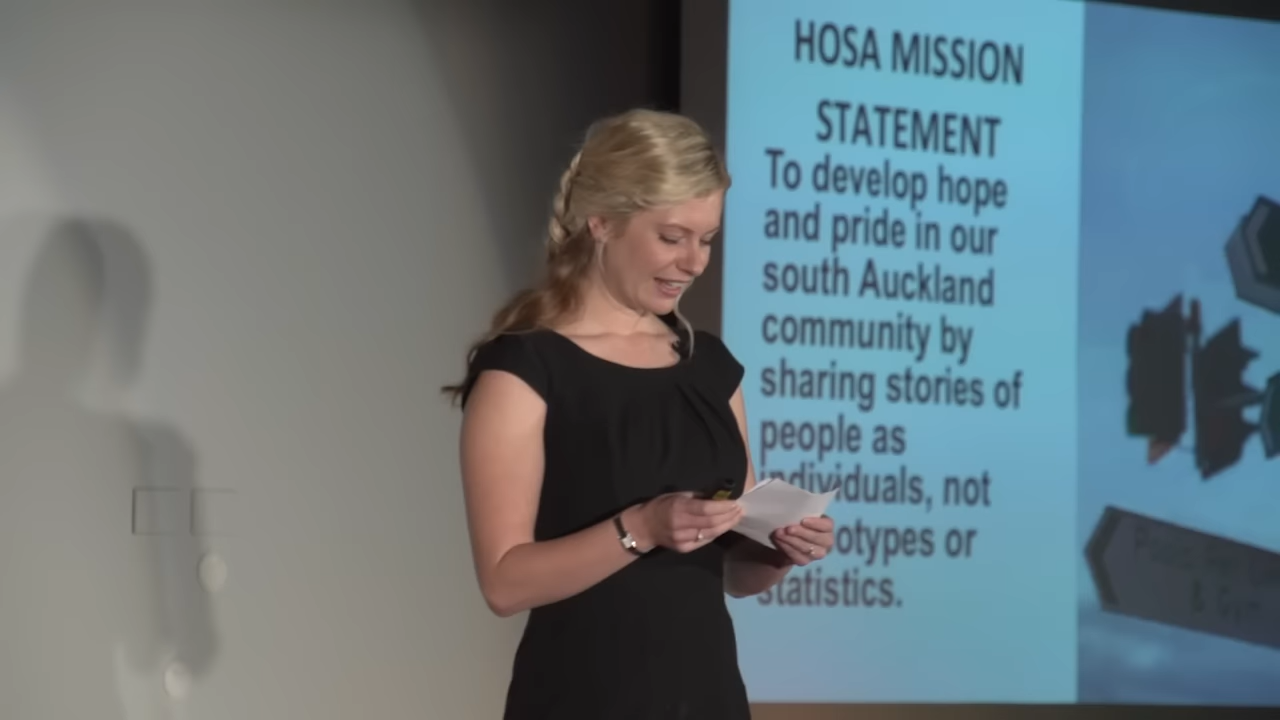 HOSA MISSION
STATEMENT
To develop hope
and pride in our
south Auckland
community by
sharing stories of
people as
individuals, not
otypes or
statistics.